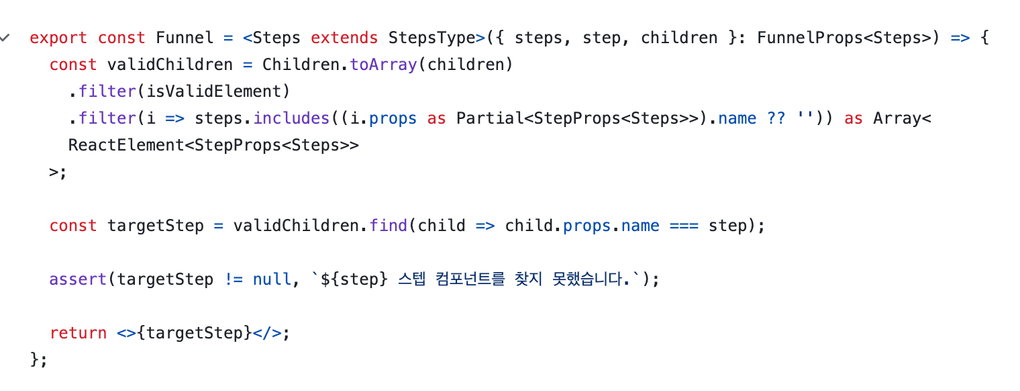 export const Funnel = <Steps extends StepsType>({ steps, step, children }: FunnelProps<Steps>) => {
  const validChildren = Children.toArray(children)
    .filter(isValidElement)
    .filter(i => steps.includes((i.props as Partial<StepProps<Steps>>).name ?? '')) as Array<
    ReactElement<StepProps<Steps>>
  >;

  const targetStep = validChildren.find(child => child.props.name === step);

  assert(targetStep != null, `${step} 스텝 컴포넌트를 찾지 못했습니다.`);

  return <>{targetStep}</>;
};